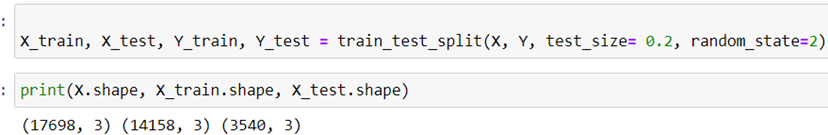 :
X_train, X_test, Y_train, Y_test = train_test_split(X, Y, test_size= 0.2, random_state=2)
: print(X.shape, X_train.shape, X_test.shape)
(17698, 3) (14158, 3) (3540, 3)